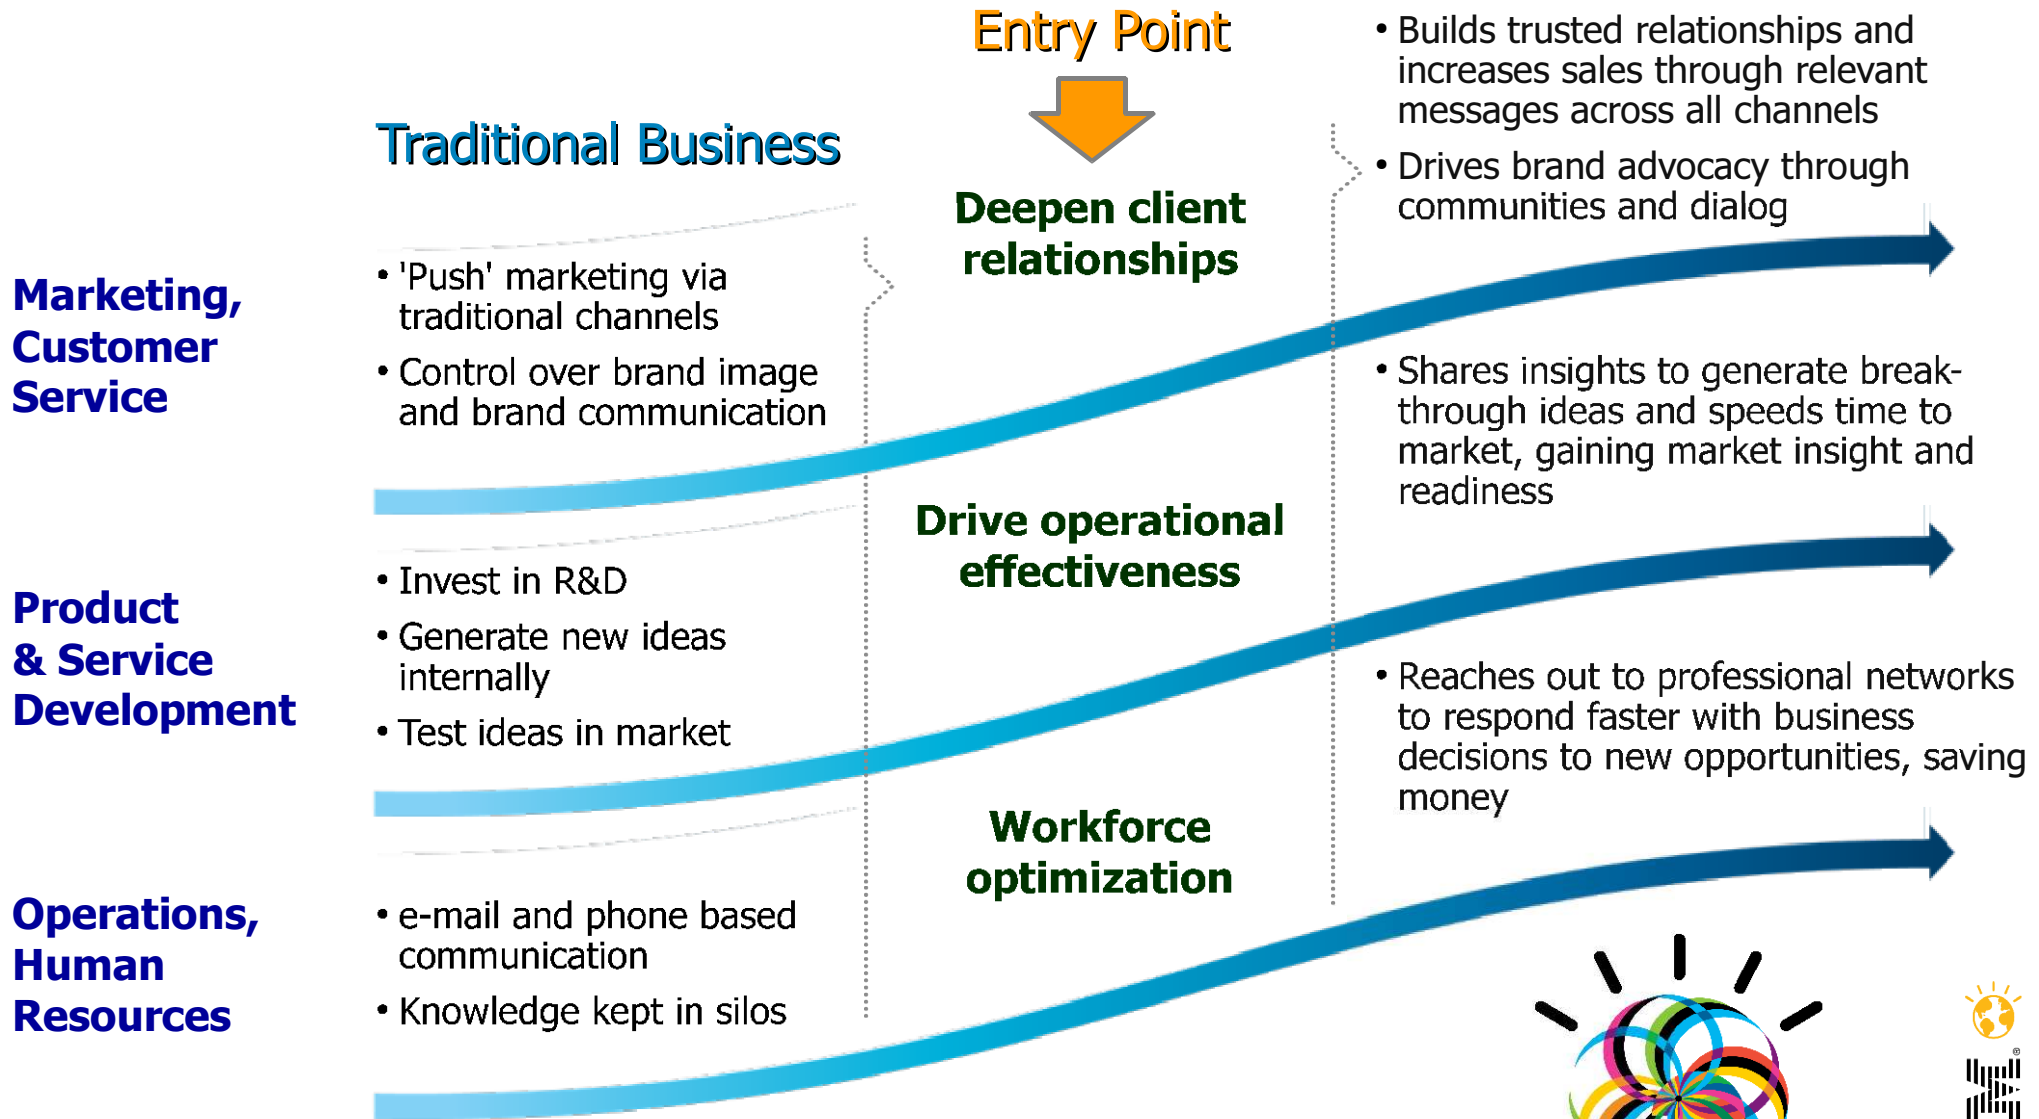 Entry Point
Traditional Business
Marketing,
Customer
Service
• 'Push' marketing via
traditional channels
• Control over brand image
and brand communication
Deepen client
relationships
• Builds trusted relationships and
increases sales through relevant
messages across all channels
• Drives brand advocacy through
communities and dialog
Product
& Service
Development
• Invest in R&D
• Generate new ideas
internally
• Test ideas in market
Drive operational
effectiveness
• Shares insights to generate break-
through ideas and speeds time to
market, gaining market insight and
readiness
Operations,
Human
Resources
• e-mail and phone based
communication
• Knowledge kept in silos
Workforce
optimization
• Reaches out to professional networks
to respond faster with business
decisions to new opportunities, saving
money